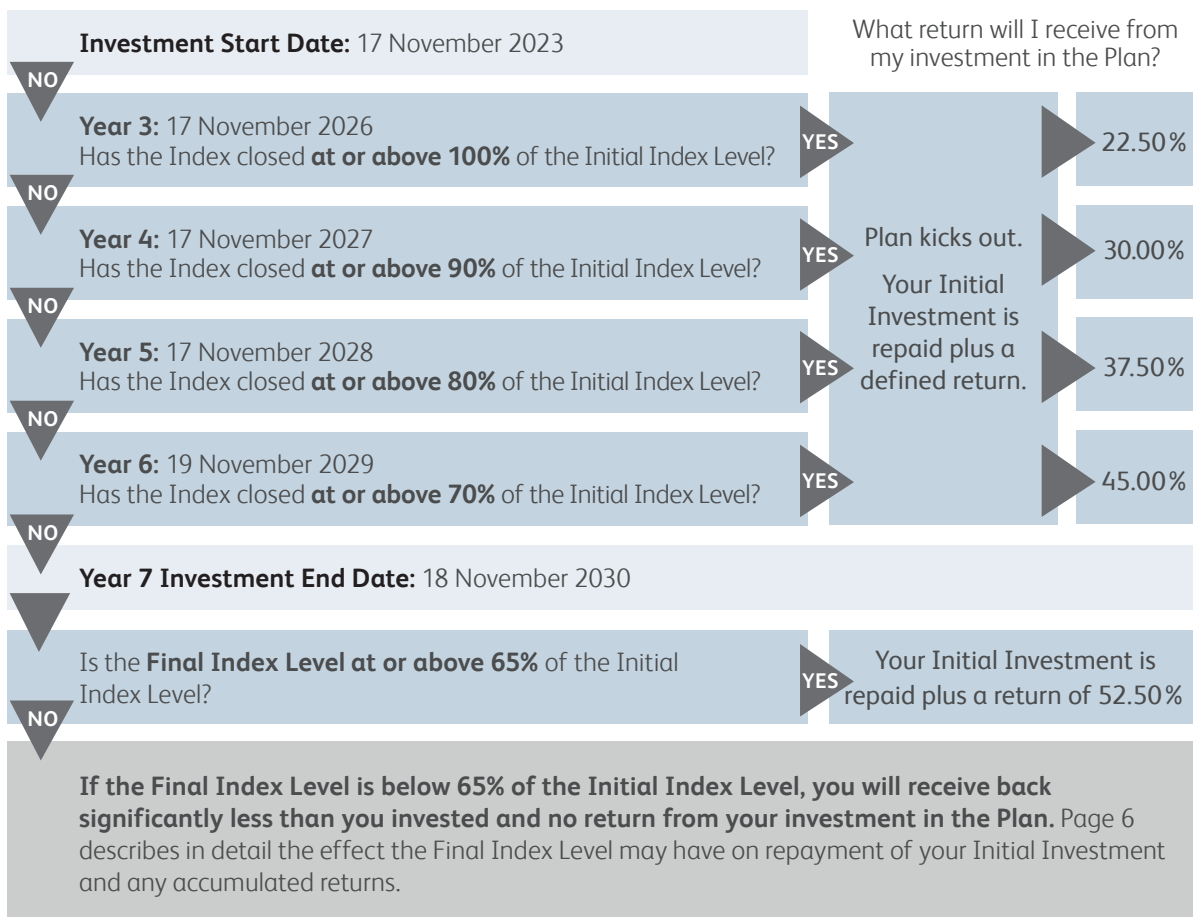 Investment Start Date: 17 November 2023
What return will I receive from
my investment in the Plan?
NO
Year 3: 17 November 2026
Has the Index closed at or above 100% of the Initial Index Level?
YES
22.50%
NO
Year 4: 17 November 2027
Has the Index closed at or above 90% of the Initial Index Level?
YES
30.00%
Plan kicks out.
Your Initial
Investment is
repaid plus a
defined return.
NO
Year 5: 17 November 2028
Has the Index closed at or above 80% of the Initial Index Level?
YES
37.50%
NO
Year 6: 19 November 2029
Has the Index closed at or above 70% of the Initial Index Level?
YES
45.00%
NO
Year 7 Investment End Date: 18 November 2030
Is the Final Index Level at or above 65% of the Initial
Index Level?
YES
Your Initial Investment is
repaid plus a return of 52.50%
NO
If the Final Index Level is below 65% of the Initial Index Level, you will receive back
significantly less than you invested and no return from your investment in the Plan. Page 6
describes in detail the effect the Final Index Level may have on repayment of your Initial Investment
and any accumulated returns.